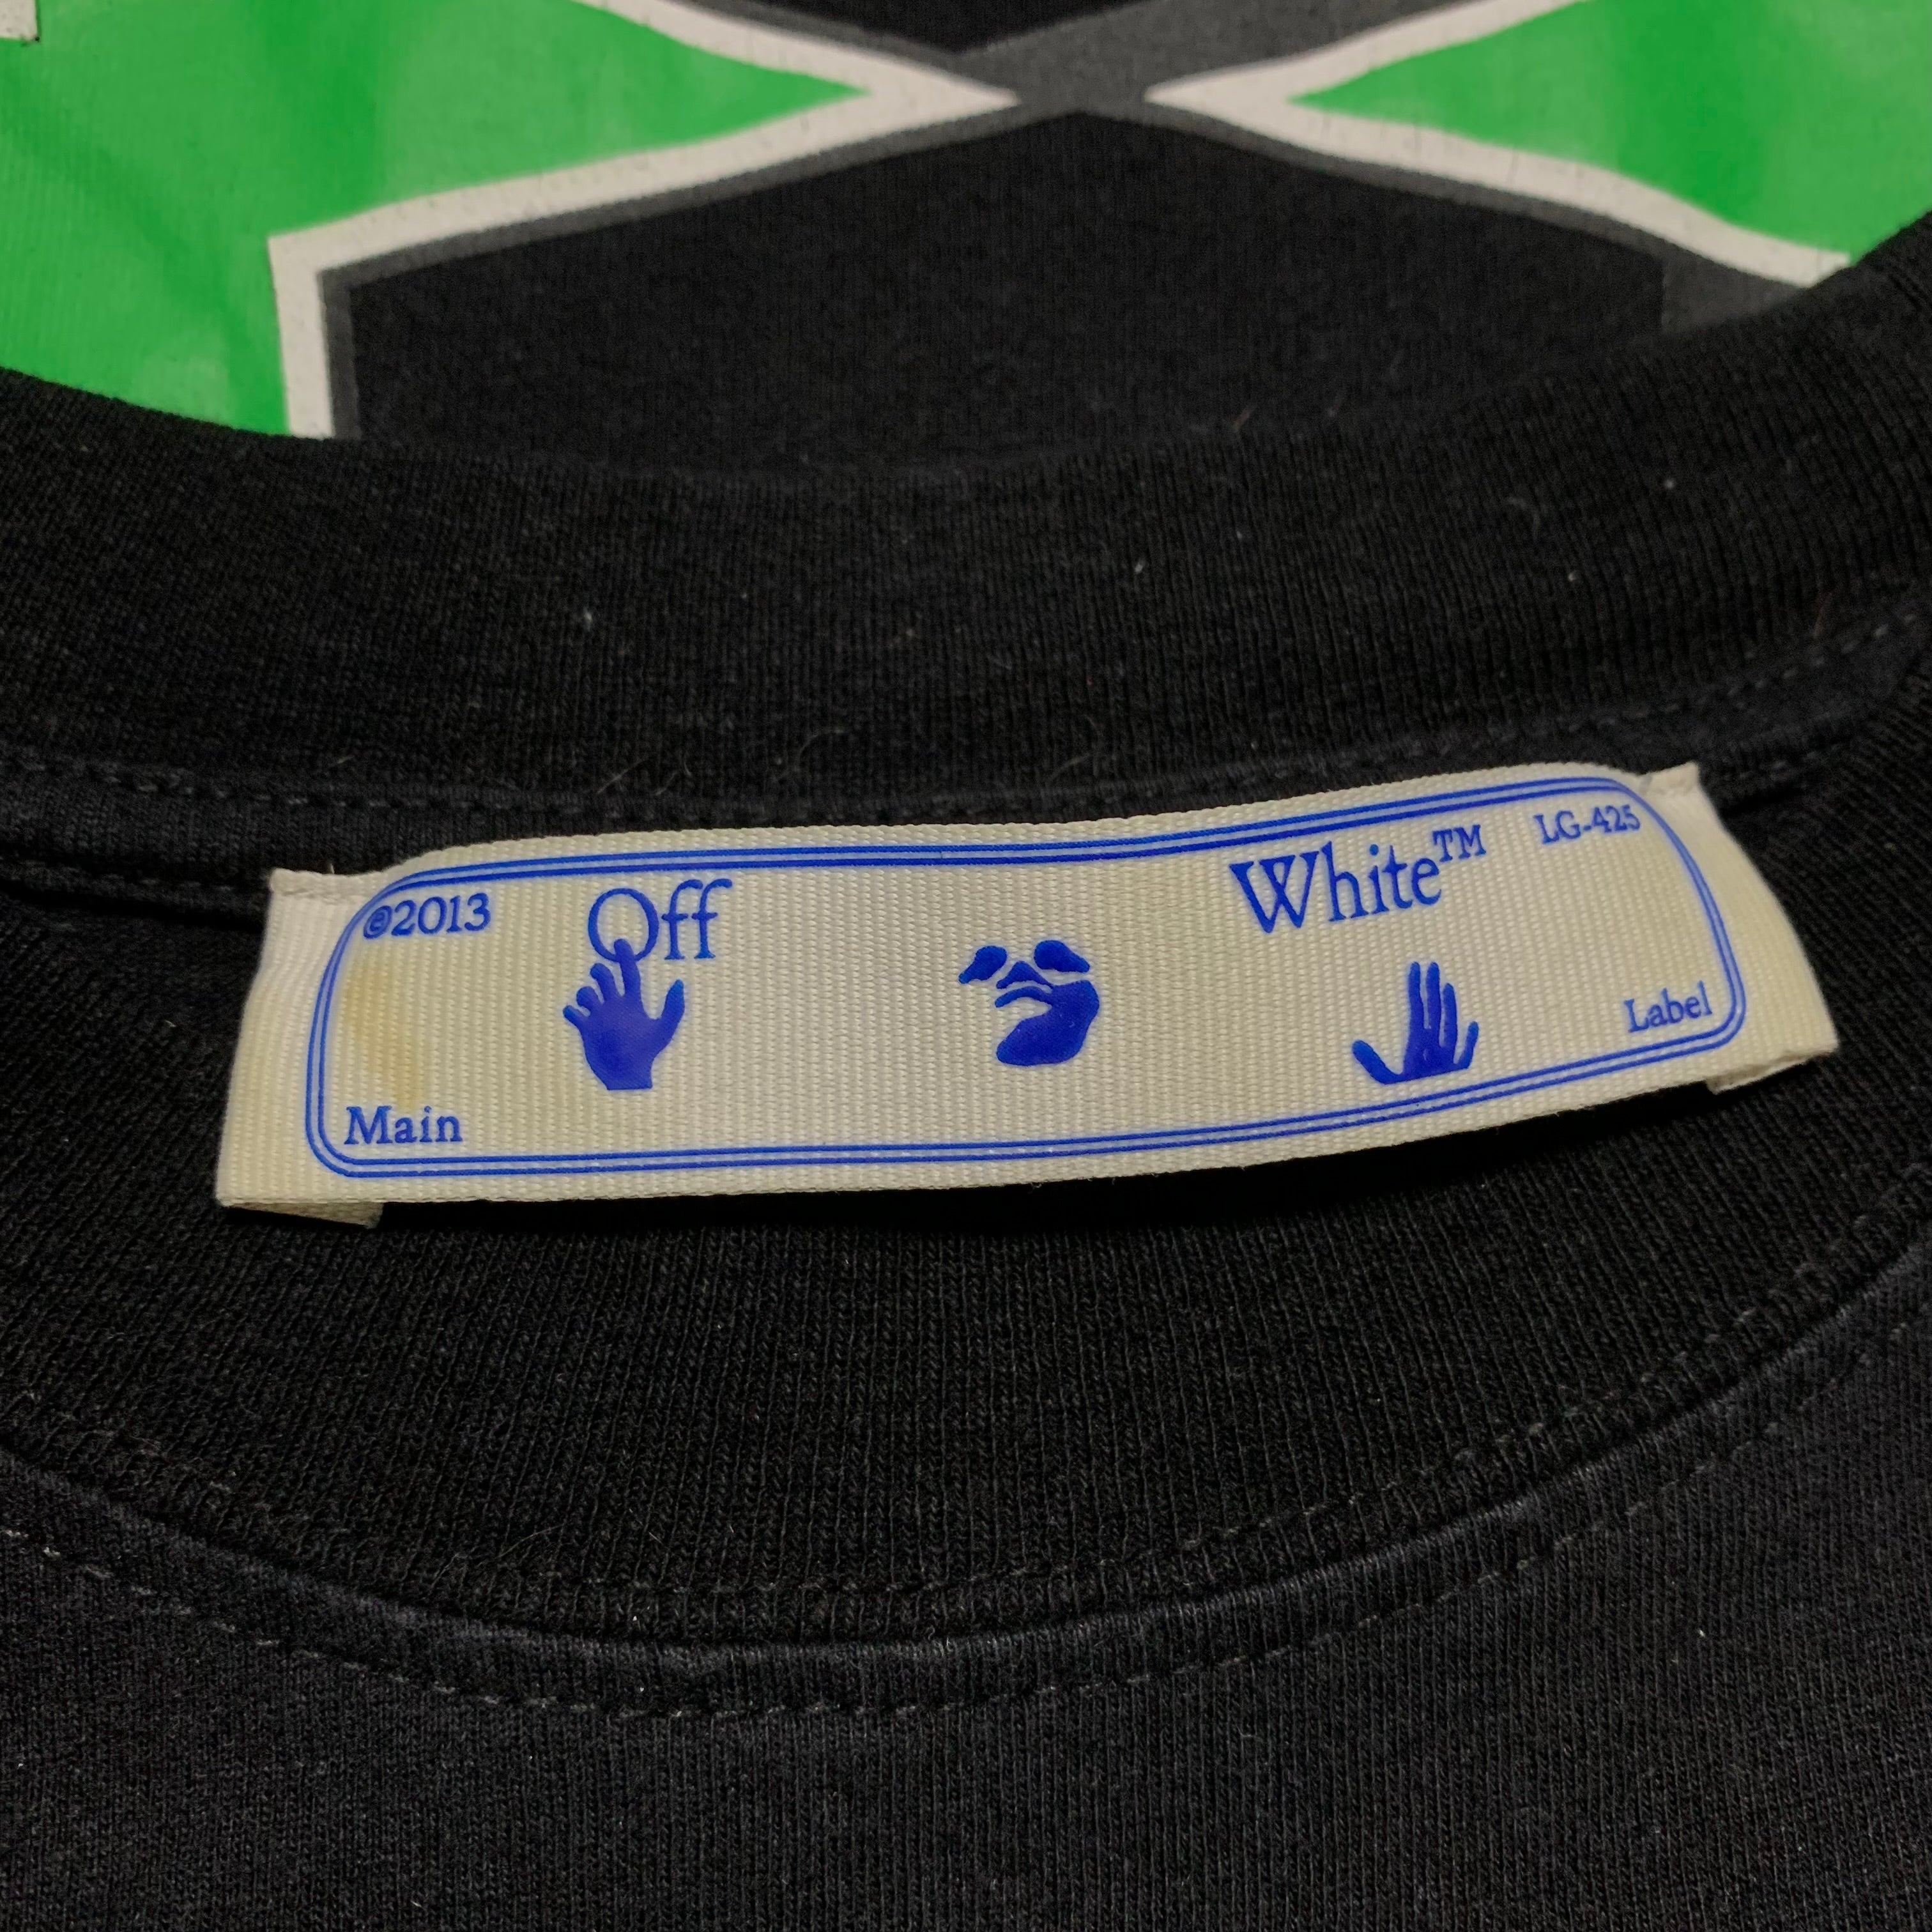 ©2013 Off White™ LG-425
Main Label